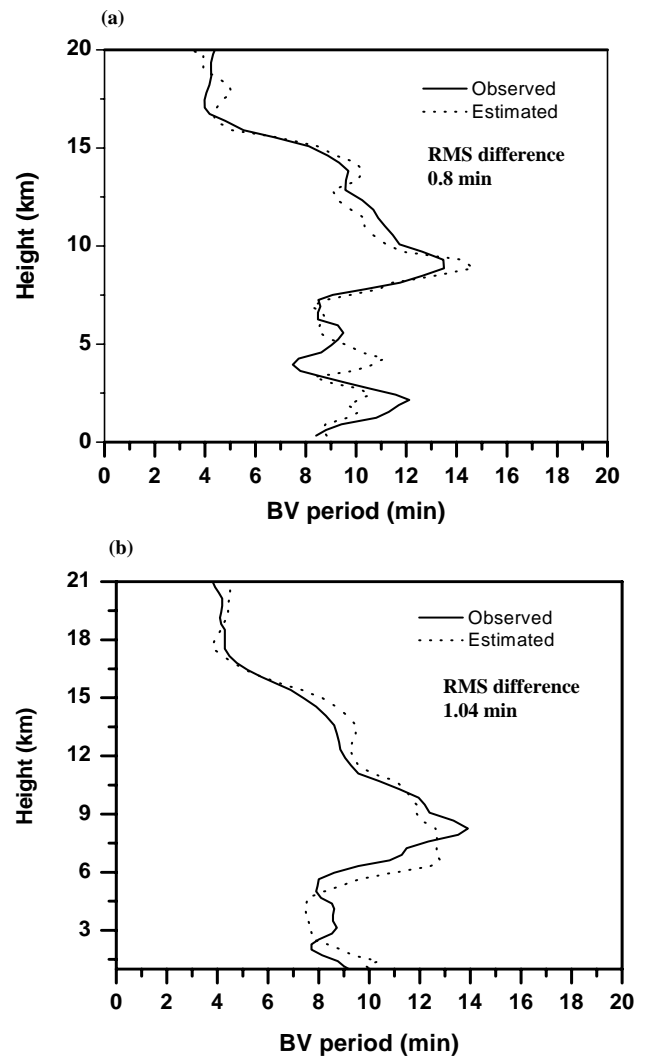 (a)
20
15
10
5
0
Height (km)
Observed
Estimated
RMS difference
0.8 min
0 2 4 6 8 10 12 14 16 18 20
BV period (min)
(b)
21
18
15
12
9
6
3
Height (km)
Observed
Estimated
RMS difference
1.04 min
0 2 4 6 8 10 12 14 16 18 20
BV period (min)